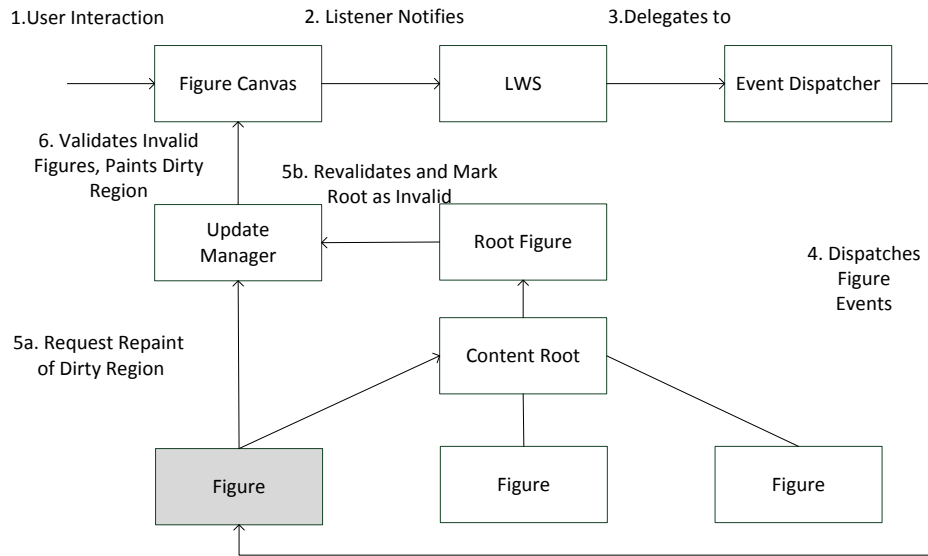 1.User Interaction
2. Listener Notifies
3.Delegates to
Figure Canvas
LWS
Event Dispatcher
6. Validates Invalid
Figures, Paints Dirty
Region
5b. Revalidates and Mark
Root as Invalid
Update
Manager
Root Figure
4. Dispatches
Figure
Events
5a. Request Repaint
of Dirty Region
Content Root
Figure
Figure
Figure